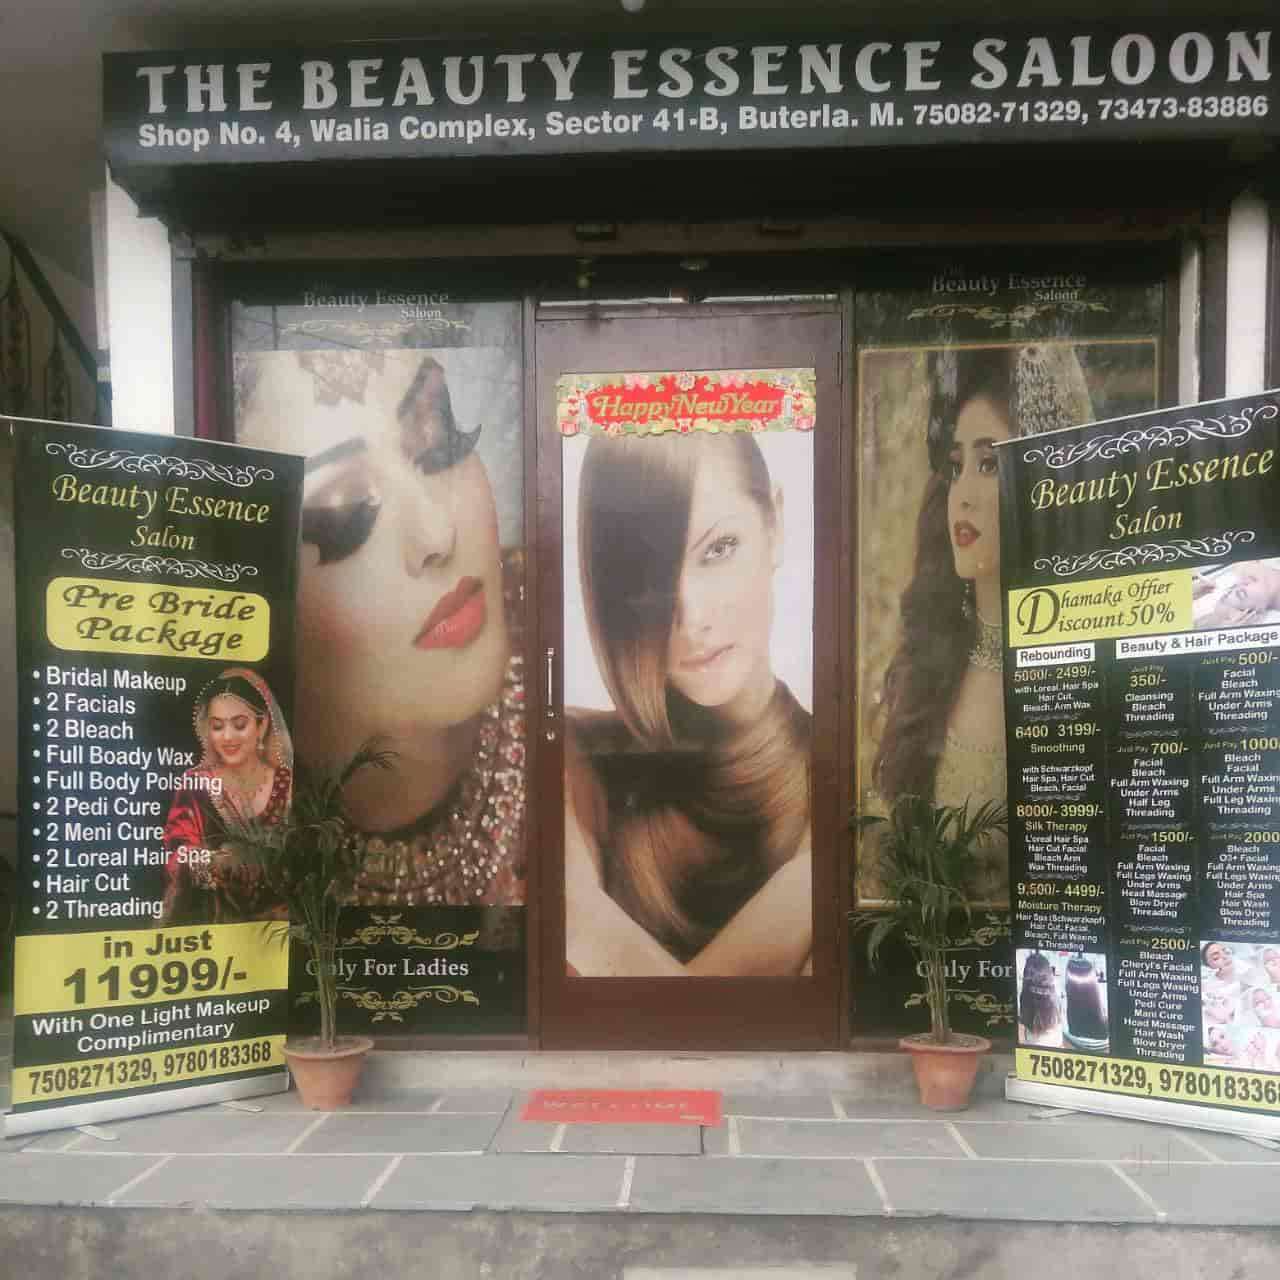 THE BEAUTY ESSENCE SALOON
Shop No. 4, Walia Complex, Sector 41-B, Buterla. M. 75082-71329, 73473-83886
THE
Beauty Essence
Saloon
THE
Beauty Essence
Saloon
Happy New Year
Only For Ladies
Only For
WELCOME
Beauty Essence
Salon
Pre Bride
Package
• Bridal Makeup
• 2 Facials
• 2 Bleach
• Full Boady Wax
• Full Body Polshing
• 2 Pedi Cure
• 2 Meni Cure
• 2 Loreal Hair Spa
• Hair Cut
• 2 Threading
in Just
11999/-
With One Light Makeup
Complimentary
7508271329, 9780183368
Beauty Essence
Salon
Dhamaka Offier
Discount 50%
Rebounding
5000/- 2499/-
with Loreal, Hair Spa
Hair Cut,
Bleach, Arm Wax
6400 3199/-
Smoothing
with Schwarzkopf
Hair Spa, Hair Cut
Bleach, Facial
8000/- 3999/-
Silk Therapy
L'oreal Hair Spa
Hair Cut Facial
Bleach Arm
Wax Threading
9,500/- 4499/-
Moisture Therapy
Hair Spa (Schwarzkopf)
Hair Cut, Facial,
Bleach, Full Waxing
& Threading
Beauty & Hair Package
Just Pay
350/-
Cleansing
Bleach
Threading
Just Pay 500/-
Facial
Bleach
Full Arm Waxing
Under Arms
Threading
Just Pay 700/-
Facial
Bleach
Full Arm Waxing
Under Arms
Half Leg
Threading
Just Pay 1000/-
Bleach
Facial
Full Arm Waxing
Under Arms
Full Leg Waxing
Threading
Just Pay 1500/-
Facial
Bleach
Full Arm Waxing
Full Legs Waxing
Under Arms
Head Massage
Blow Dryer
Threading
Just Pay 2000
Bleach
O3+ Facial
Full Arm Waxing
Full Legs Waxing
Under Arms
Hair Spa
Hair Wash
Blow Dryer
Threading
Just Pay 2500/-
Bleach
Cheryl's Facial
Full Arm Waxing
Full Legs Waxing
Under Arms
Pedi Cure
Mani Cure
Head Massage
Hair Wash
Blow Dryer
Threading
7508271329, 9780183368